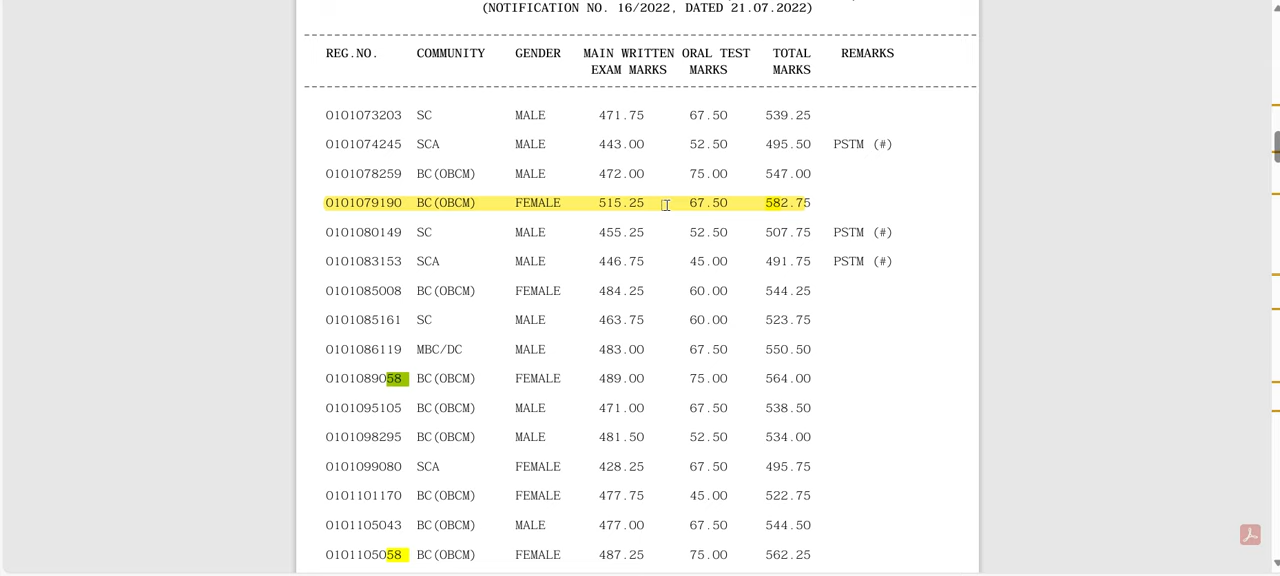 (NOTIFICATION NO. 16/2022, DATED 21.07.2022)
REG.NO. COMMUNITY GENDER MAIN WRITTEN ORAL TEST TOTAL REMARKS
EXAM MARKS MARKS MARKS
0101073203 SC MALE 471.75 67.50 539.25
0101074245 SCA MALE 443.00 52.50 495.50 PSTM (#)
0101078259 BC(OBCM) MALE 472.00 75.00 547.00
0101079190 BC(OBCM) FEMALE 515.25 67.50 582.75
0101080149 SC MALE 455.25 52.50 507.75 PSTM (#)
0101083153 SCA MALE 446.75 45.00 491.75 PSTM (#)
0101085008 BC(OBCM) FEMALE 484.25 60.00 544.25
0101085161 SC MALE 463.75 60.00 523.75
0101086119 MBC/DC MALE 483.00 67.50 550.50
0101089058 BC(OBCM) FEMALE 489.00 75.00 564.00
0101095105 BC(OBCM) MALE 471.00 67.50 538.50
0101098295 BC(OBCM) MALE 481.50 52.50 534.00
0101099080 SCA FEMALE 428.25 67.50 495.75
0101101170 BC(OBCM) FEMALE 477.75 45.00 522.75
0101105043 BC(OBCM) MALE 477.00 67.50 544.50
0101105058 BC(OBCM) FEMALE 487.25 75.00 562.25